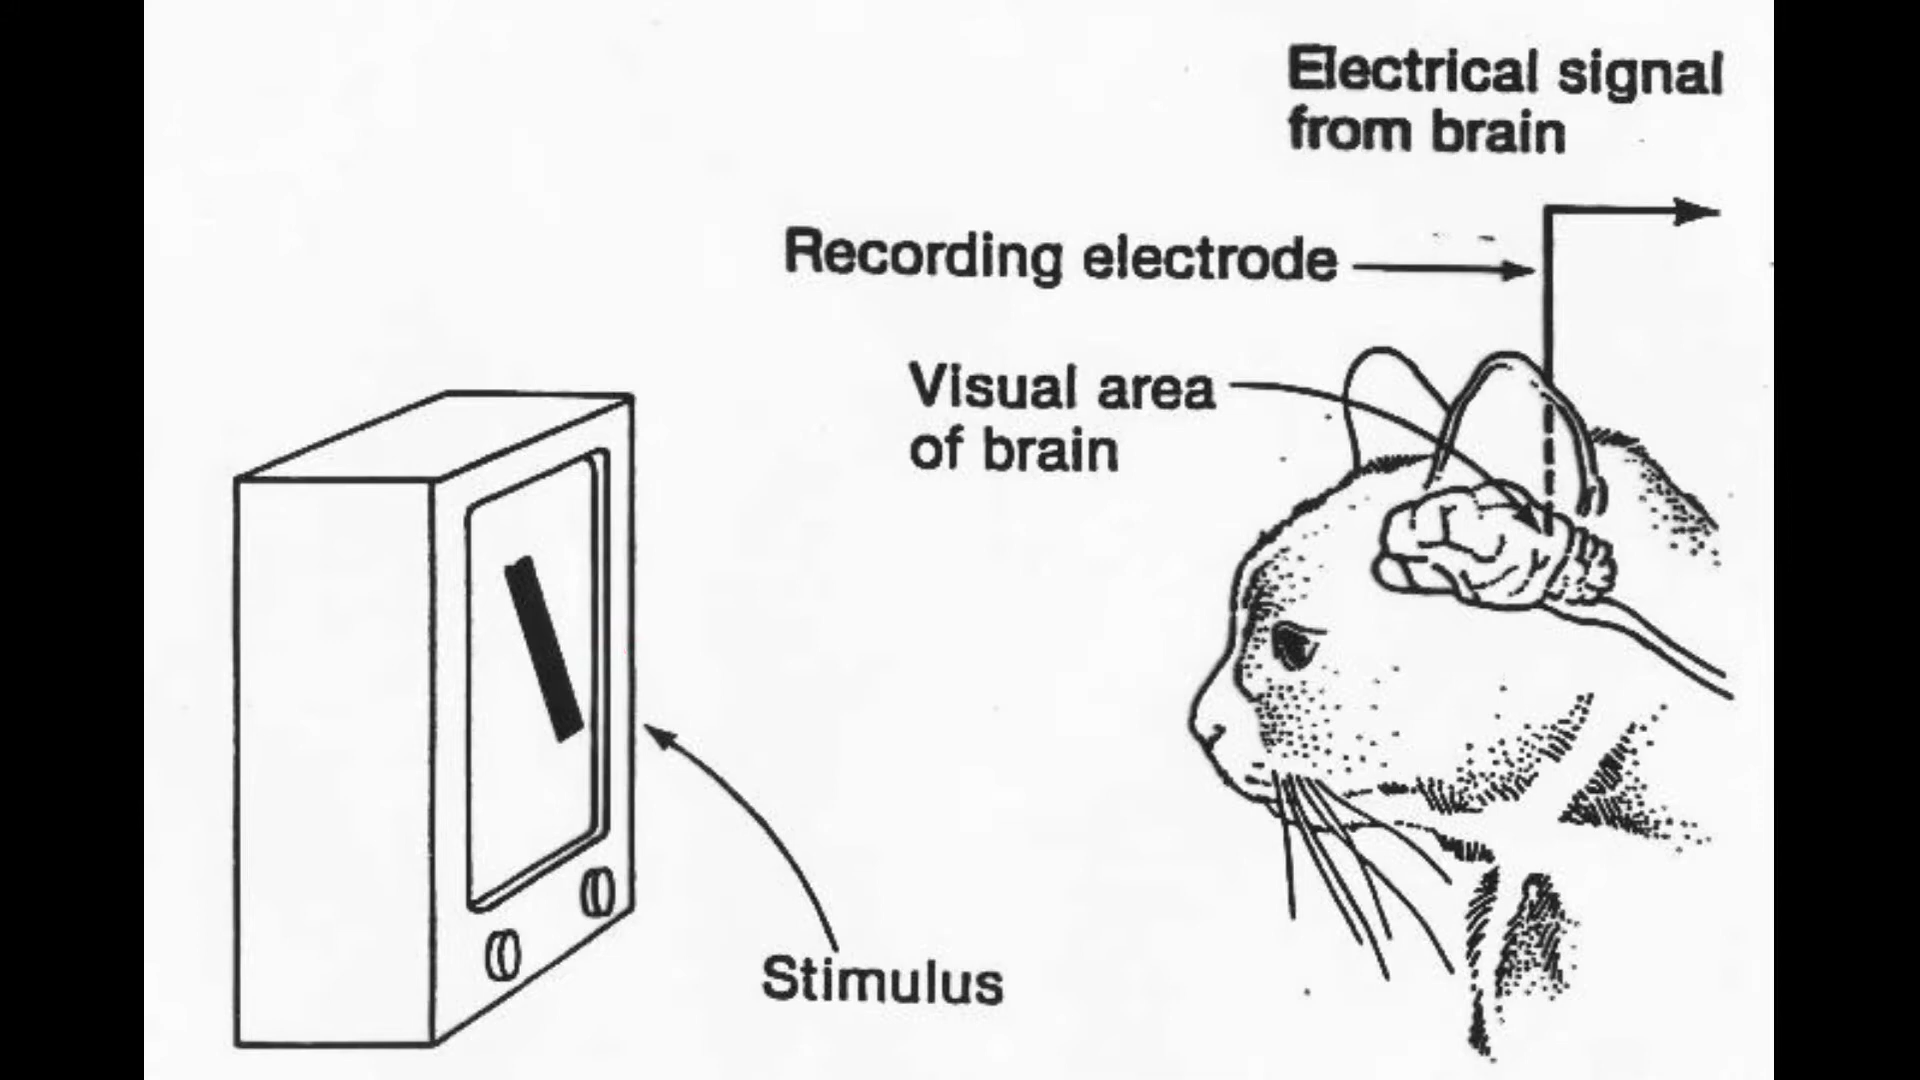 Electrical signal
from brain
Recording electrode
Visual area
of brain
Stimulus